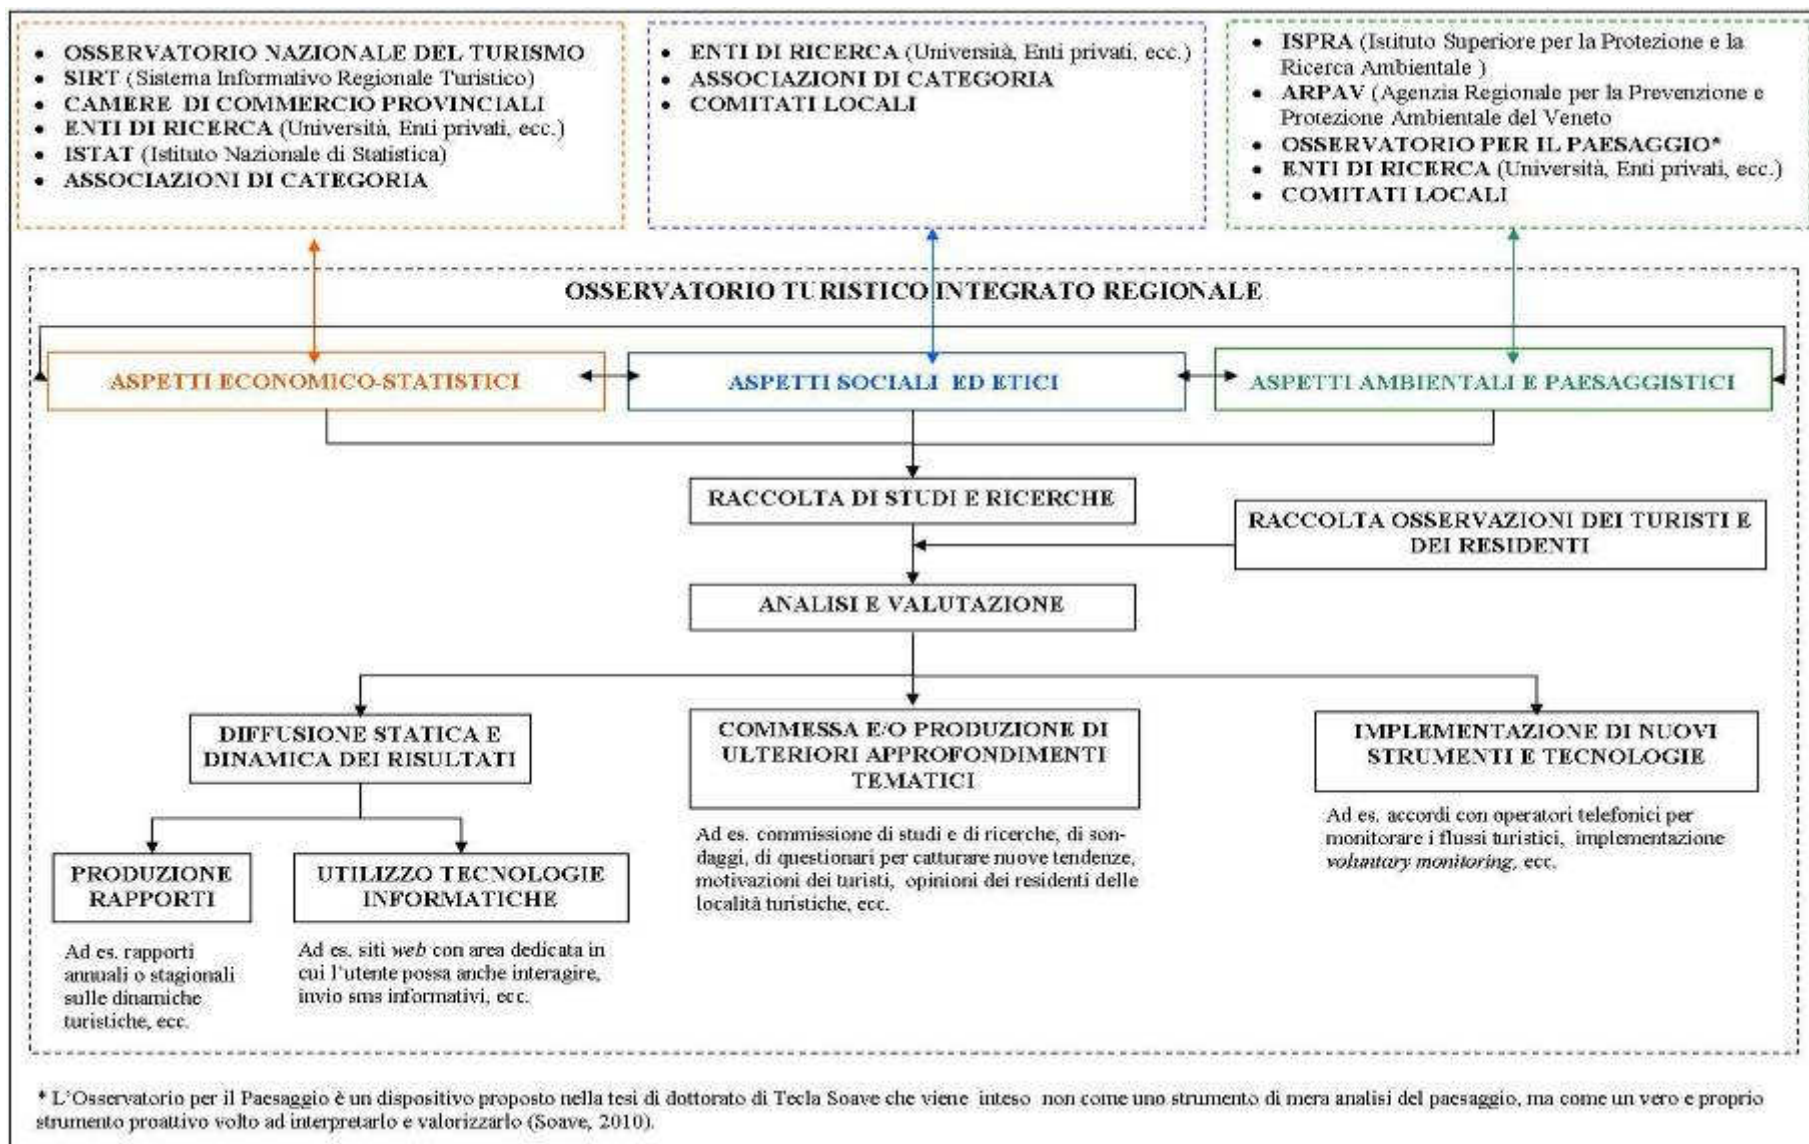 • OSSERVATORIO NAZIONALE DEL TURISMO
• SIRT (Sistema Informativo Regionale Turistico)
• CAMERE DI COMMERCIO PROVINCIALI
• ENTI DI RICERCA (Università, Enti privati, ecc.)
• ISTAT (Istituto Nazionale di Statistica)
• ASSOCIAZIONI DI CATEGORIA
• ENTI DI RICERCA (Università, Enti privati, ecc.)
• ASSOCIAZIONI DI CATEGORIA
• COMITATI LOCALI
• ISPRA (Istituto Superiore per la Protezione e la
Ricerca Ambientale )
• ARPAV (Agenzia Regionale per la Prevenzione e
Protezione Ambientale del Veneto
• OSSERVATORIO PER IL PAESAGGIO*
• ENTI DI RICERCA (Università, Enti privati, ecc.)
• COMITATI LOCALI
OSSERVATORIO TURISTICO INTEGRATO REGIONALE
ASPETTI ECONOMICO-STATISTICI
ASPETTI SOCIALI ED ETICI
ASPETTI AMBIENTALI E PAESAGGISTICI
RACCOLTA DI STUDI E RICERCHE
RACCOLTA OSSERVAZIONI DEI TURISTI E
DEI RESIDENTI
ANALISI E VALUTAZIONE
DIFFUSIONE STATICA E
DINAMICA DEI RISULTATI
COMMESSA E/O PRODUZIONE DI
ULTERIORI APPROFONDIMENTI
TEMATICI
IMPLEMENTAZIONE DI NUOVI
STRUMENTI E TECNOLOGIE
Ad es. commissione di studi e di ricerche, di son-
daggi, di questionari per catturare nuove tendenze,
motivazioni dei turisti, opinioni dei residenti delle
località turistiche, ecc.
Ad es. accordi con operatori telefonici per
monitorare i flussi turistici, implementazione
voluntary monitoring, ecc.
PRODUZIONE
RAPPORTI
UTILIZZO TECNOLOGIE
INFORMATICHE
Ad es. rapporti
annuali o stagionali
sulle dinamiche
turistiche, ecc.
Ad es. siti web con area dedicata in
cui l'utente possa anche interagire,
invio sms informativi, ecc.
* L'Osservatorio per il Paesaggio è un dispositivo proposto nella tesi di dottorato di Tecla Soave che viene inteso non come uno strumento di mera analisi del paesaggio, ma come un vero e proprio
strumento proattivo volto ad interpretarlo e valorizzarlo (Soave, 2010).